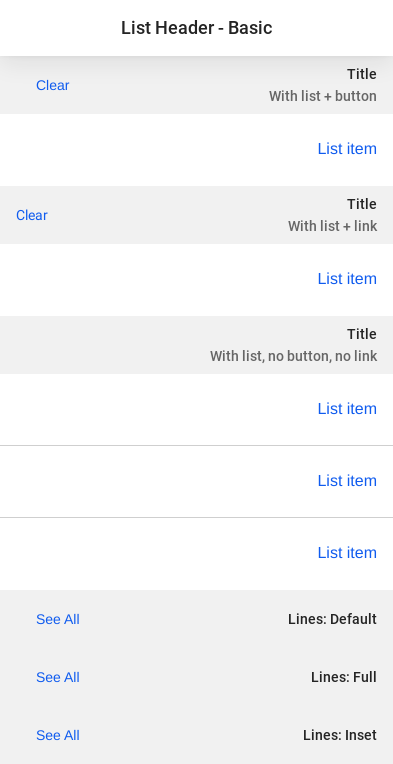 List Header - Basic
Title
With list + button
Clear
List item
Title
With list + link
Clear
List item
Title
With list, no button, no link
List item
List item
List item
Lines: Default
See All
Lines: Full
See All
Lines: Inset
See All